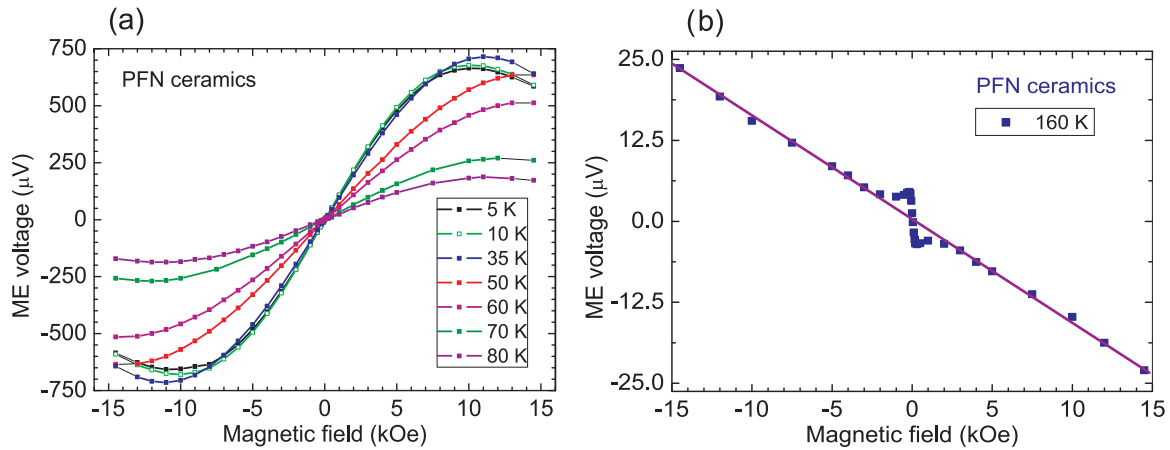 (a)
750
500
250
0
-250
-500
-750
ME voltage (μV)
PFN ceramics
5 K
10 K
35 K
50 K
60 K
70 K
80 K
-15 -10 -5 0 5 10 15
Magnetic field (kOe)
(b)
25.0
12.5
0.0
-12.5
-25.0
ME voltage (μV)
PFN ceramics
160 K
-15 -10 -5 0 5 10 15
Magnetic field (kOe)